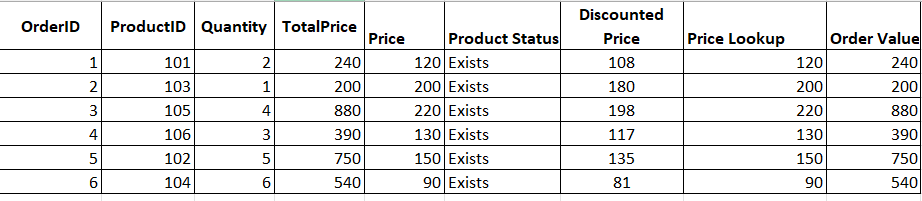 OrderID ProductID Quantity TotalPrice Price Product Status Discounted Price Price Lookup Order Value
1 101 2 240 120 Exists 108 120 240
2 103 1 200 200 Exists 180 200 200
3 105 4 880 220 Exists 198 220 880
4 106 3 390 130 Exists 117 130 390
5 102 5 750 150 Exists 135 150 750
6 104 6 540 90 Exists 81 90 540